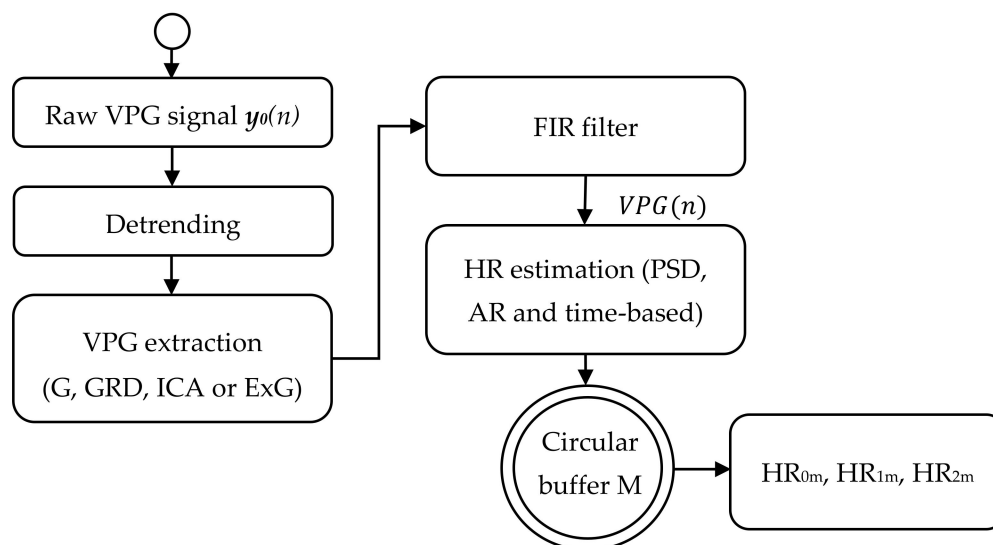 Raw VPG signal y₀(n)
Detrending
VPG extraction
(G, GRD, ICA or ExG)
FIR filter
VPG(n)
HR estimation (PSD,
AR and time-based)
Circular
buffer M
HR₀ₘ, HR₁ₘ, HR₂ₘ